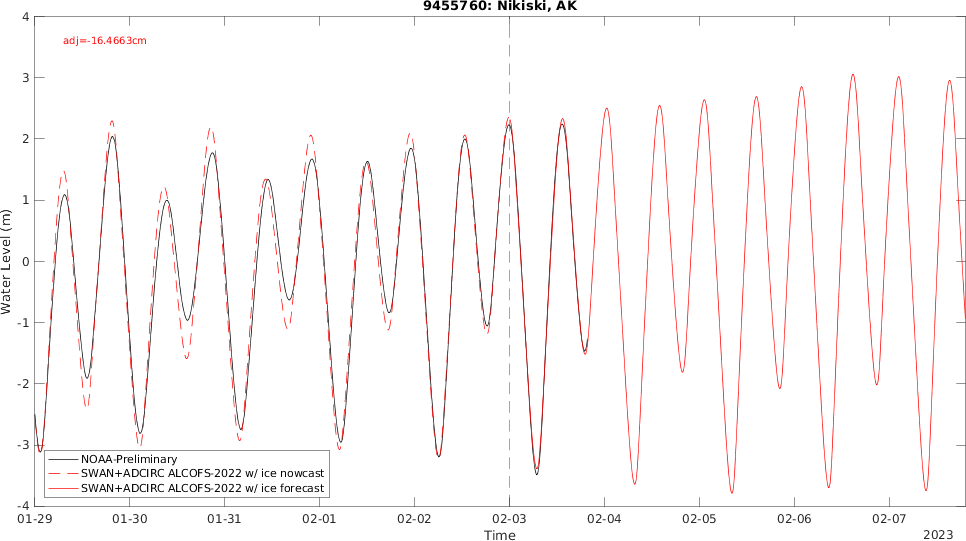 9455760: Nikiski, AK
adj=-16.4663cm
Water Level (m)
4
3
2
1
0
-1
-2
-3
-4
NOAA-Preliminary
SWAN+ADCIRC ALCOFS-2022 w/ ice nowcast
SWAN+ADCIRC ALCOFS-2022 w/ ice forecast
01-29 01-30 01-31 02-01 02-02 02-03 02-04 02-05 02-06 02-07
Time
2023